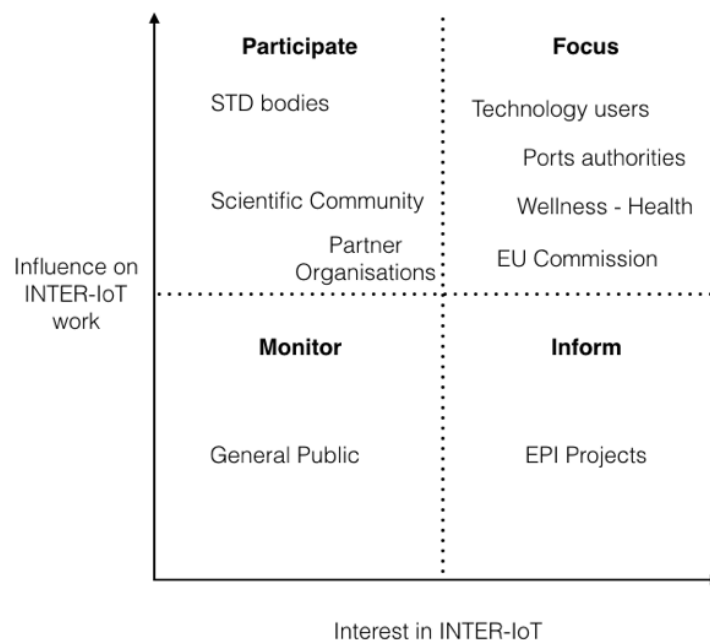 Participate
Focus
STD bodies
Technology users
Ports authorities
Scientific Community
Wellness - Health
Partner
Organisations
EU Commission
Influence on
INTER-IoT
work
Monitor
Inform
General Public
EPI Projects
Interest in INTER-IoT